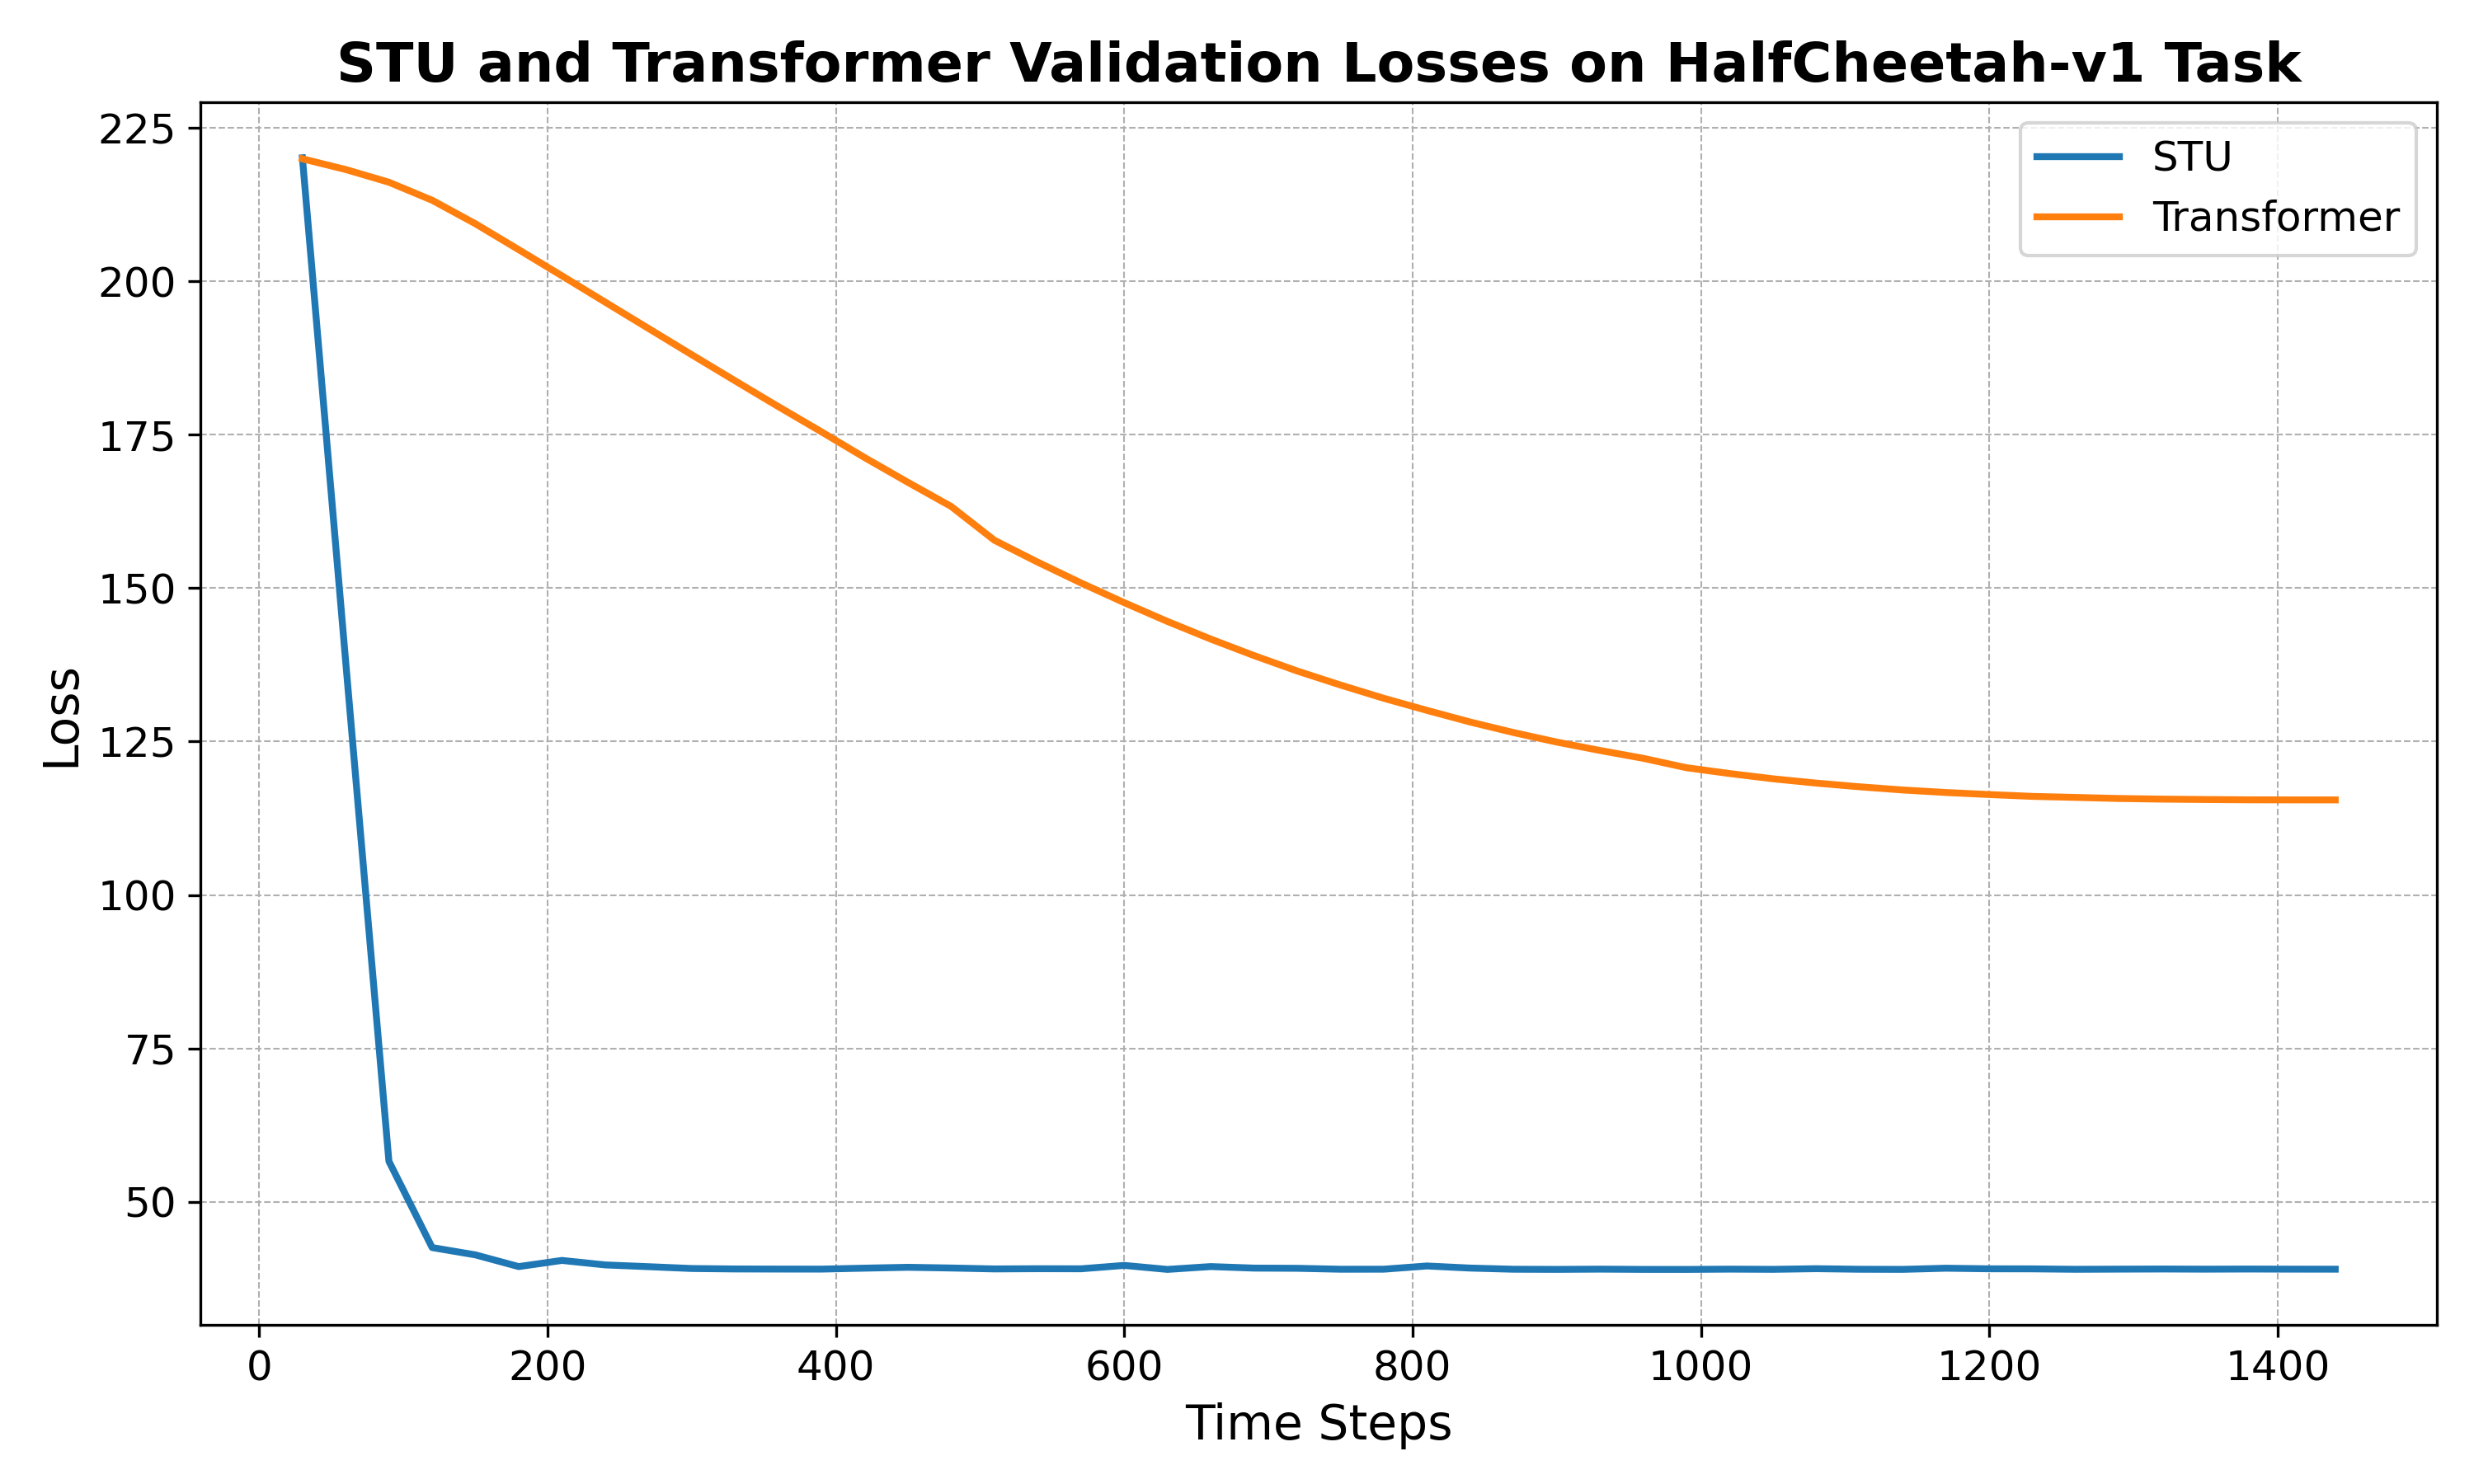 STU and Transformer Validation Losses on HalfCheetah-v1 Task
225
200
175
150
125
100
75
50
Loss
STU
Transformer
0 200 400 600 800 1000 1200 1400
Time Steps